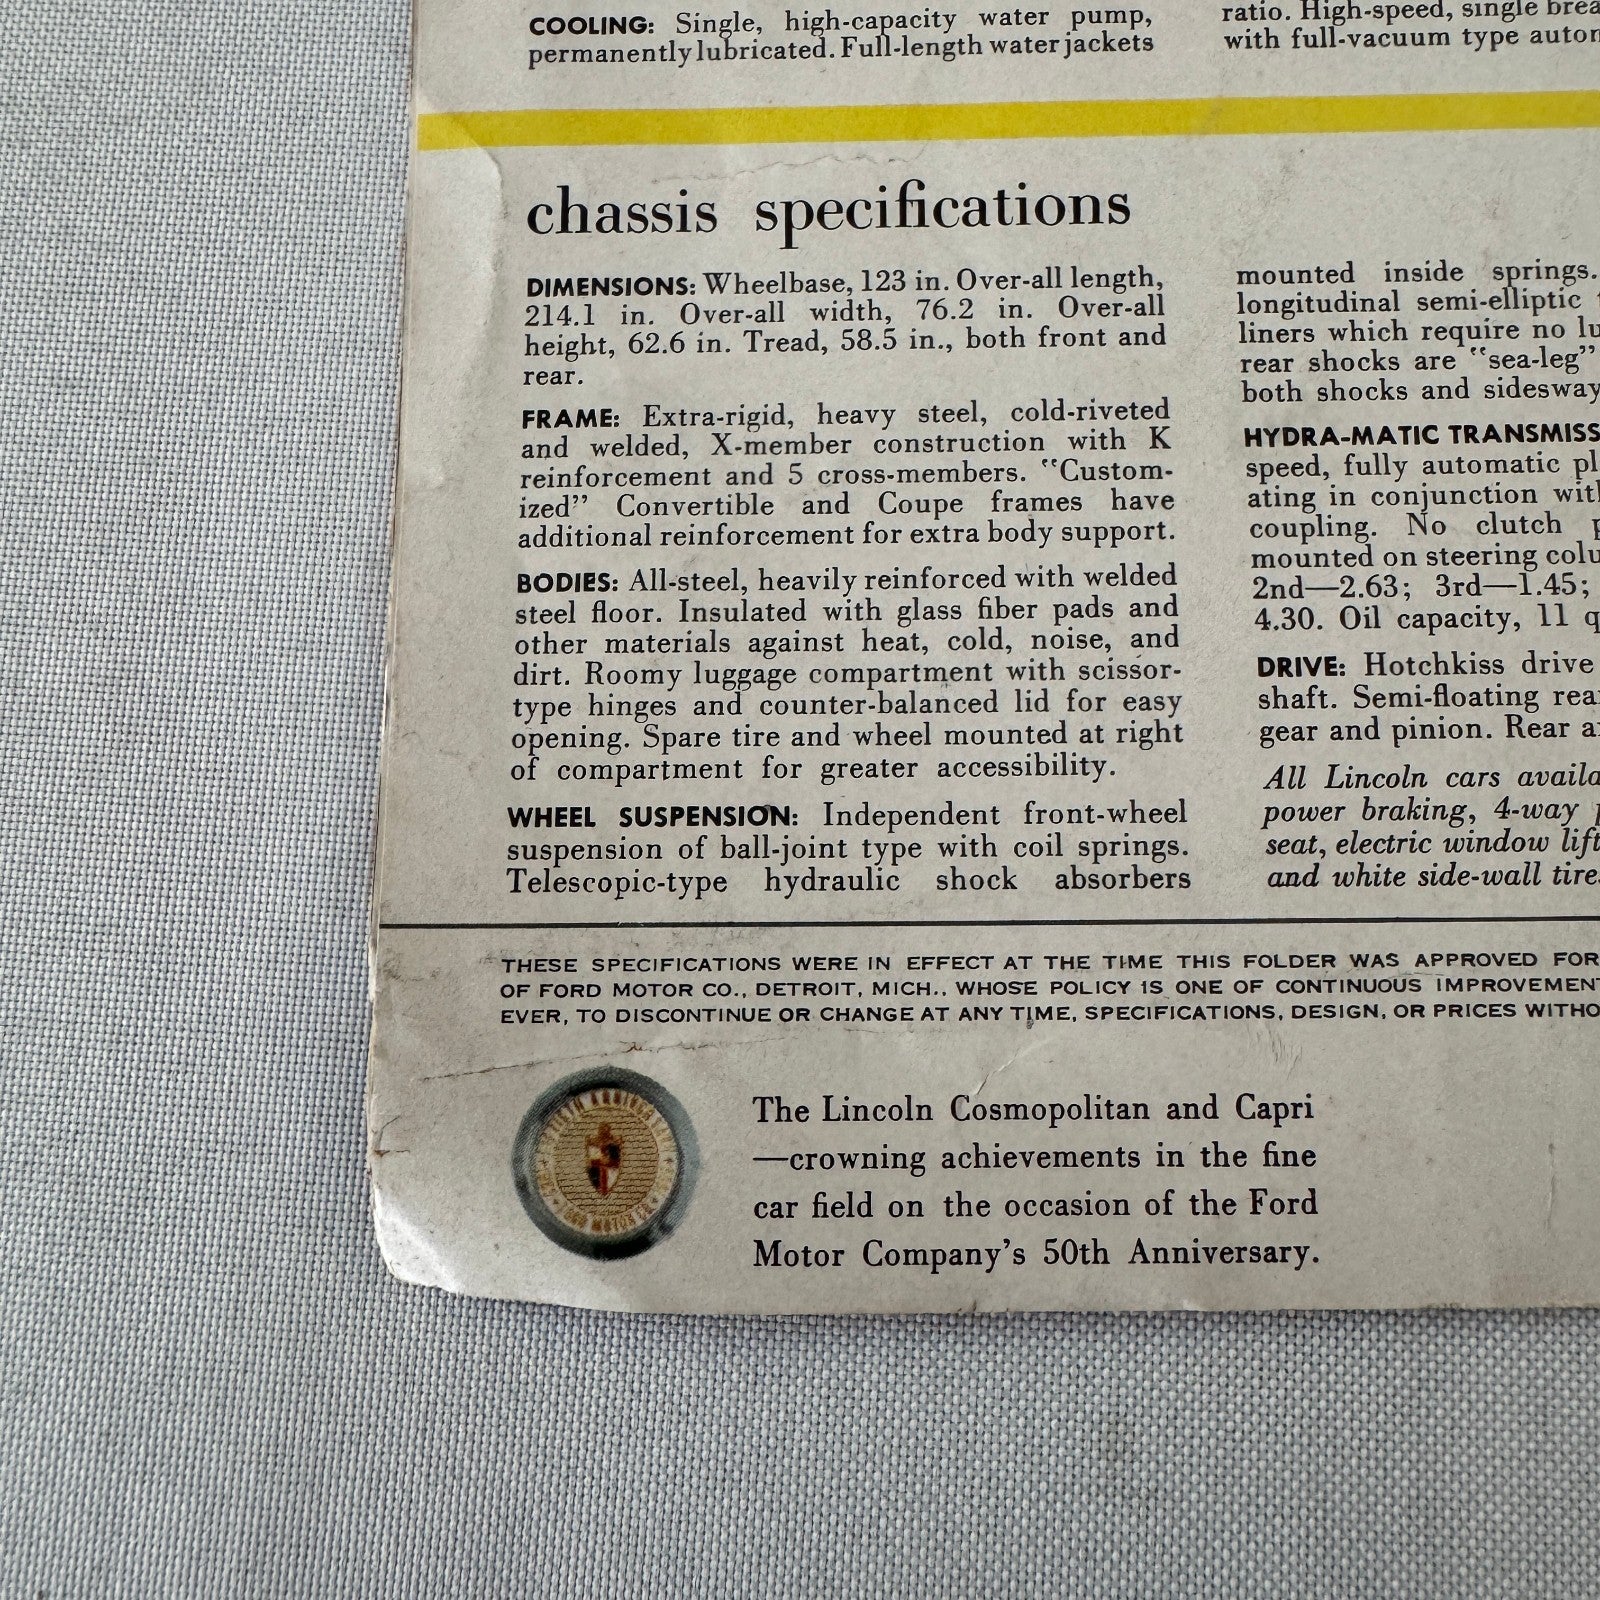 COOLING: Single, high-capacity water pump,
permanently lubricated. Full-length water jackets
ratio. High-speed, single
with full-vacuum type
chassis specifications
DIMENSIONS: Wheelbase, 123 in. Over-all length,
214.1 in. Over-all width, 76.2 in. Over-all
height, 62.6 in. Tread, 58.5 in., both front and
rear.
FRAME: Extra-rigid, heavy steel, cold-riveted
and welded, X-member construction with K
reinforcement and 5 cross-members. "Custom-
ized" Convertible and Coupe frames have
additional reinforcement for extra body support.
BODIES: All-steel, heavily reinforced with welded
steel floor. Insulated with glass fiber pads and
other materials against heat, cold, noise, and
dirt. Roomy luggage compartment with scissor-
type hinges and counter-balanced lid for easy
opening. Spare tire and wheel mounted at right
of compartment for greater accessibility.
WHEEL SUSPENSION: Independent front-wheel
suspension of ball-joint type with coil springs.
Telescopic-type hydraulic shock absorbers
mounted inside springs.
longitudinal semi-elliptic
liners which require no lu
rear shocks are "sea-leg"
both shocks and sidesway
HYDRA-MATIC TRANSMISS
speed, fully automatic pl
ating in conjunction with
coupling. No clutch p
mounted on steering colu
2nd—2.63; 3rd—1.45;
4.30. Oil capacity, 11 q
DRIVE: Hotchkiss drive
shaft. Semi-floating rea
gear and pinion. Rear a
All Lincoln cars availa
power braking, 4-way p
seat, electric window lift
and white side-wall tires
THESE SPECIFICATIONS WERE IN EFFECT AT THE TIME THIS FOLDER WAS APPROVED FOR
OF FORD MOTOR CO., DETROIT, MICH., WHOSE POLICY IS ONE OF CONTINUOUS IMPROVEMENT
EVER, TO DISCONTINUE OR CHANGE AT ANY TIME, SPECIFICATIONS, DESIGN, OR PRICES WITHO
The Lincoln Cosmopolitan and Capri
—crowning achievements in the fine
car field on the occasion of the Ford
Motor Company's 50th Anniversary.